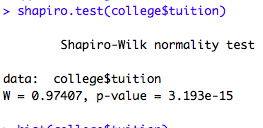 > shapiro.test(college$tuition)
Shapiro-Wilk normality test
data:  college$tuition
W = 0.97407, p-value = 3.193e-15